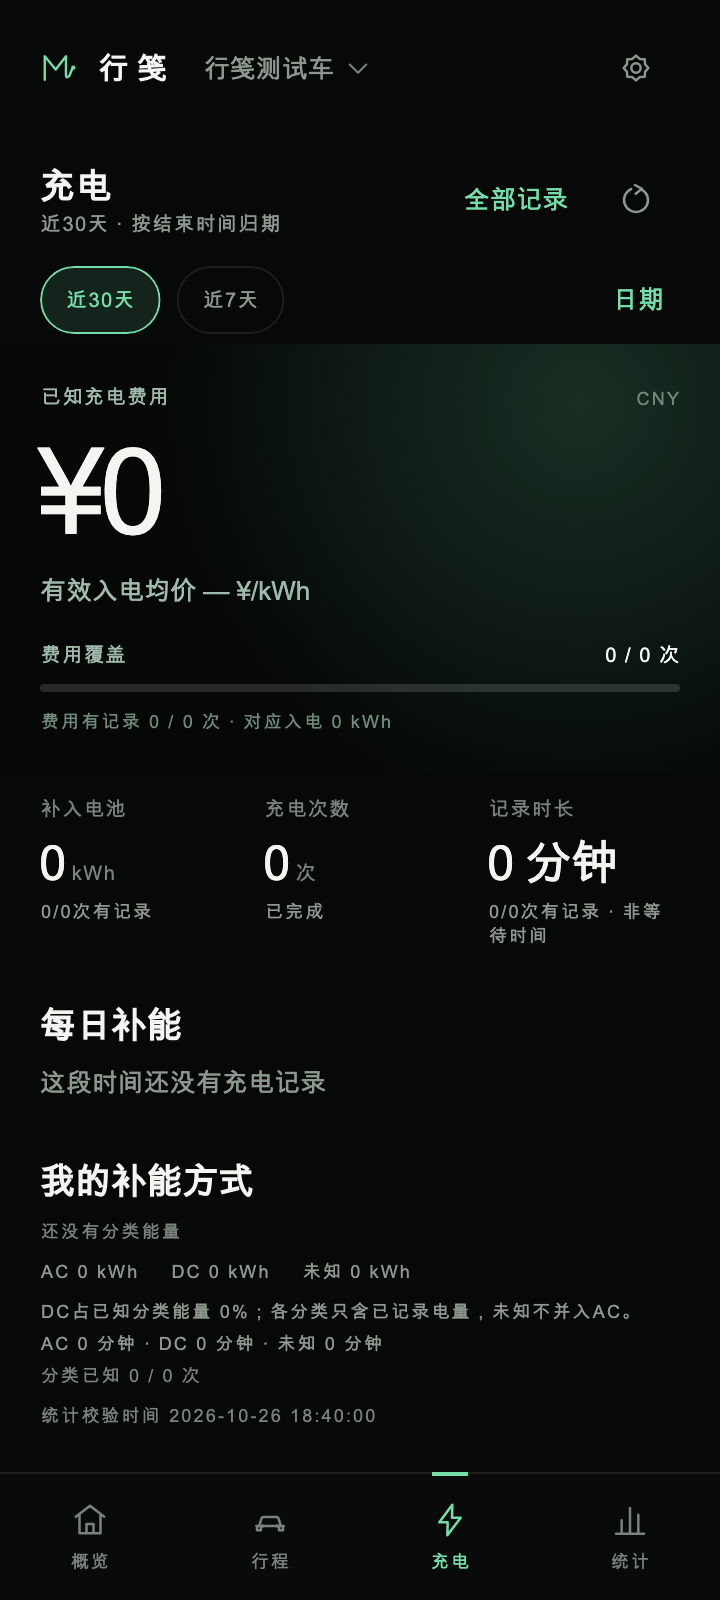 行笺 行笺测试车
充电
全部记录
近30天 · 按结束时间归期
近30天 近7天 日期
已知充电费用 CNY
¥0
有效入电均价 — ¥/kWh
费用覆盖 0 / 0 次
费用有记录 0 / 0 次 · 对应入电 0 kWh
补入电池 充电次数 记录时长
0 kWh 0 次 0 分钟
0/0次有记录 已完成 0/0次有记录 · 非等
待时间
每日补能
这段时间还没有充电记录
我的补能方式
还没有分类能量
AC 0 kWh DC 0 kWh 未知 0 kWh
DC占已知分类能量 0%；各分类只含已记录电量，未知不并入AC。
AC 0 分钟 · DC 0 分钟 · 未知 0 分钟
分类已知 0 / 0 次
统计校验时间 2026-10-26 18:40:00
概览 行程 充电 统计